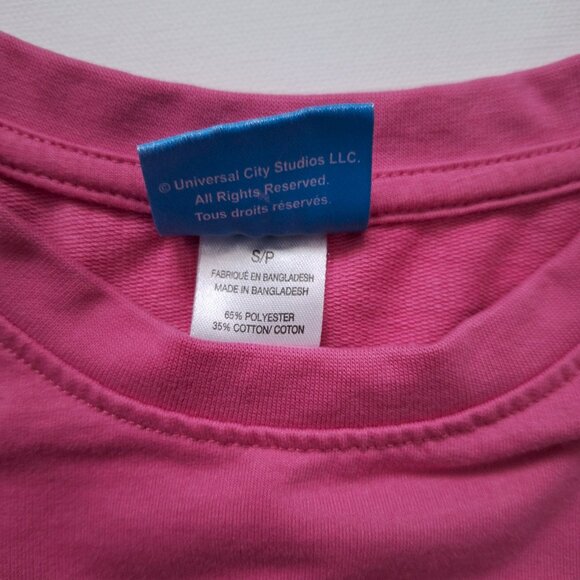 © Universal City Studios LLC.
All Rights Reserved.
Tous droits réservés.
S/P
FABRIQUÉ EN BANGLADESH
MADE IN BANGLADESH
65% POLYESTER
35% COTTON/ COTON